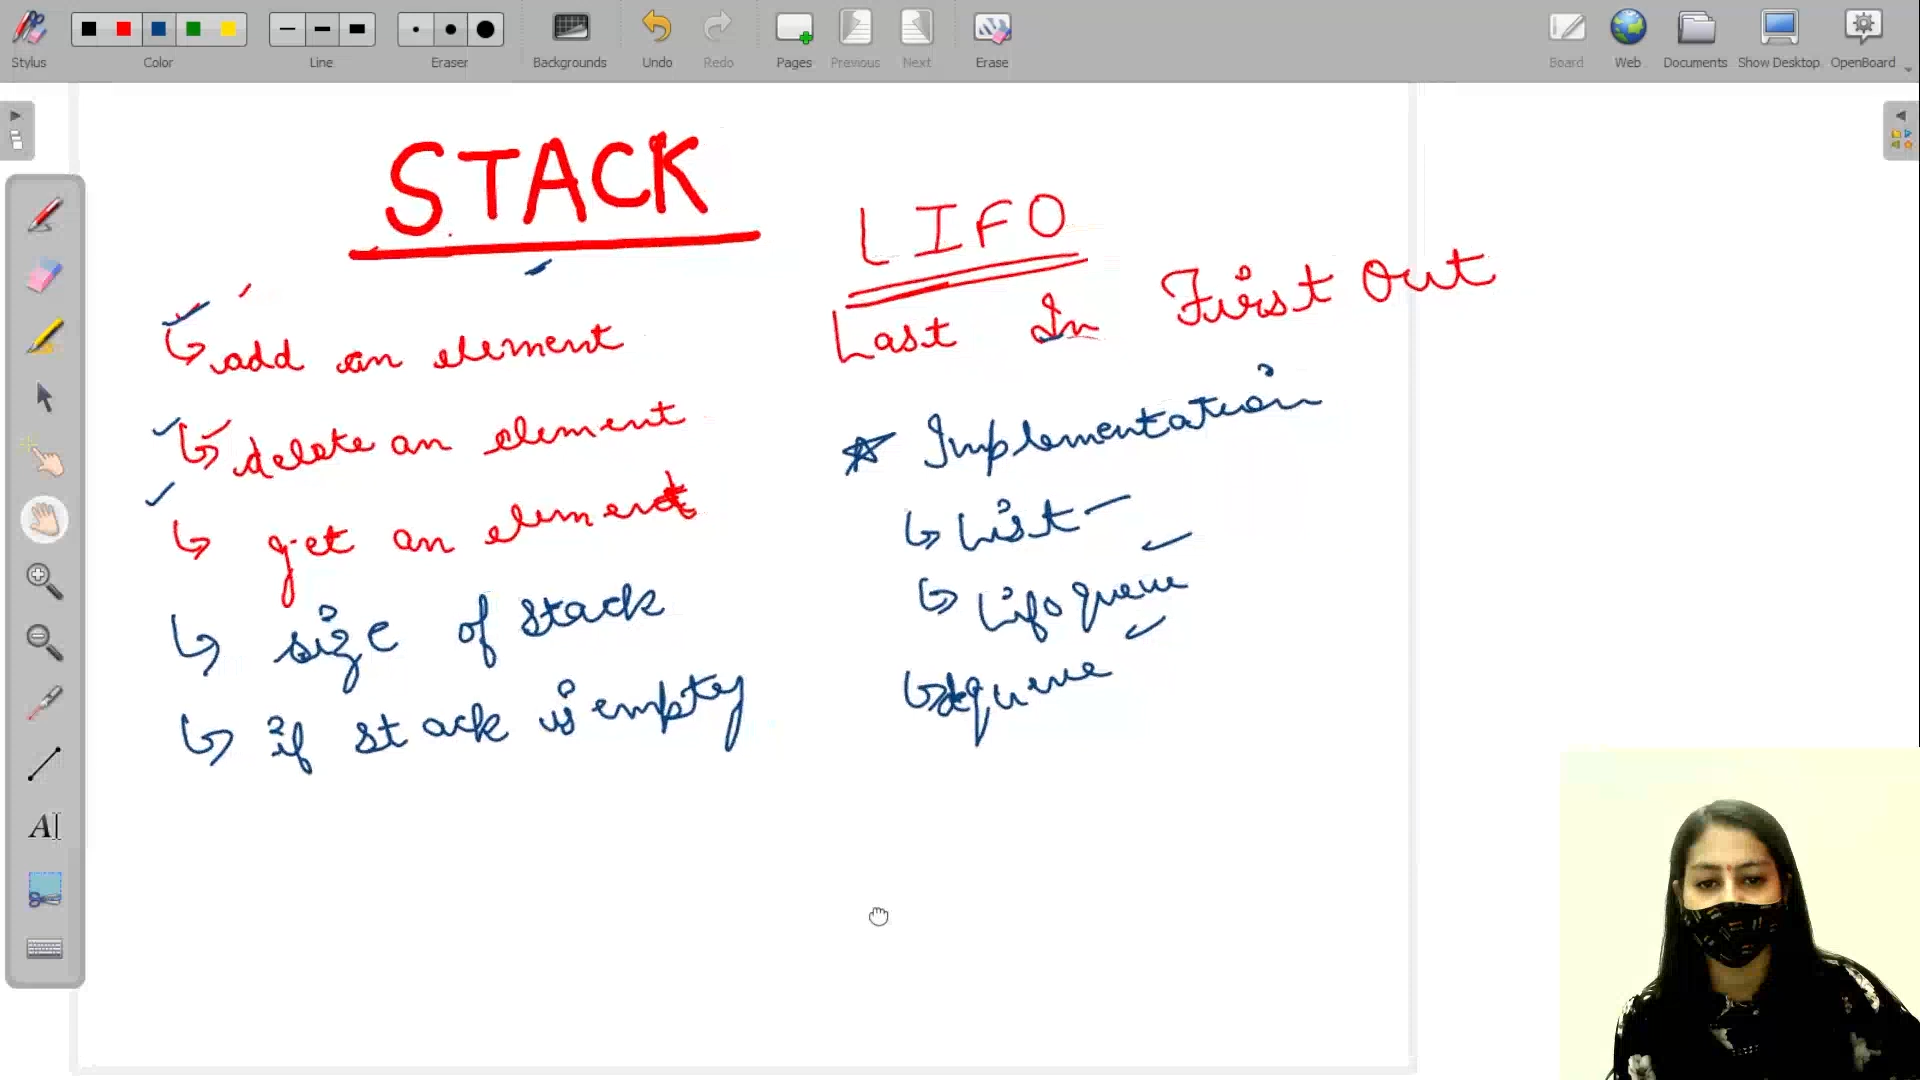 Stylus Color Line Eraser Backgrounds Undo Redo Pages Previous Next Erase Board Web Documents Show Desktop OpenBoard
STACK
add an element
delete an element
get an element
size of stack
if stack is empty
LIFO
Last In First Out
Implementation
List
Lifo queue
dequeue